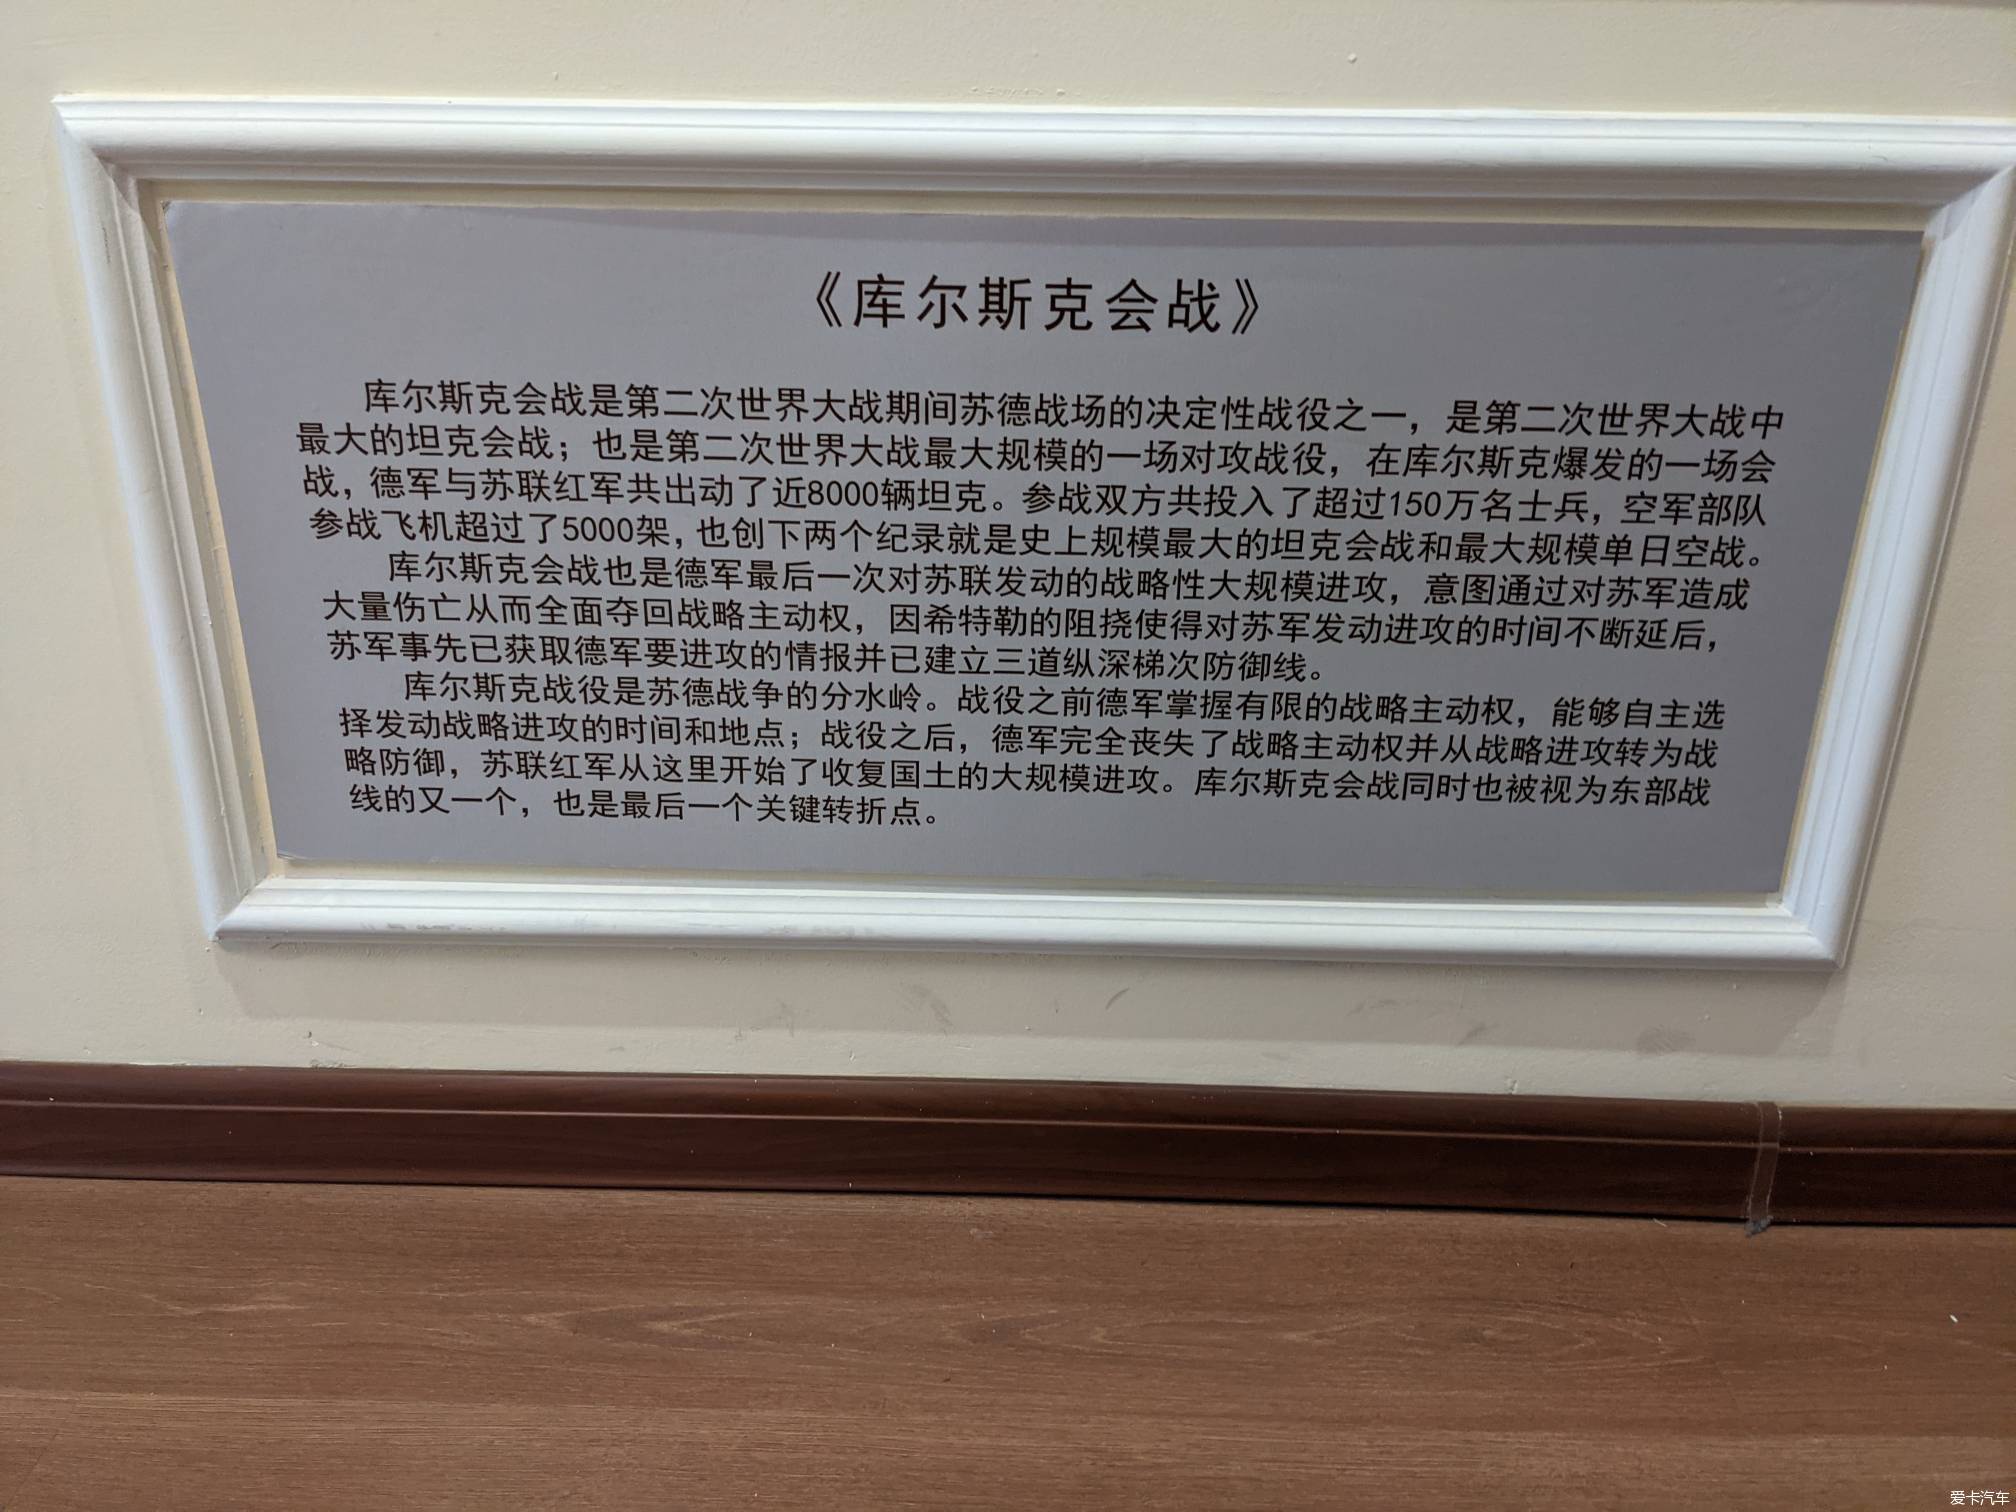 《库尔斯克会战》
库尔斯克会战是第二次世界大战期间苏德战场的决定性战役之一，是第二次世界大战中
最大的坦克会战；也是第二次世界大战最大规模的一场对攻战役，在库尔斯克爆发的一场会
战，德军与苏联红军共出动了近8000辆坦克。参战双方共投入了超过150万名士兵，空军部队
参战飞机超过了5000架，也创下两个纪录就是史上规模最大的坦克会战和最大规模单日空战。
库尔斯克会战也是德军最后一次对苏联发动的战略性大规模进攻，意图通过对苏军造成
大量伤亡从而全面夺回战略主动权，因希特勒的阻挠使得对苏军发动进攻的时间不断延后，
苏军事先已获取德军要进攻的情报并已建立三道纵深梯次防御线。
库尔斯克战役是苏德战争的分水岭。战役之前德军掌握有限的战略主动权，能够自主选
择发动战略进攻的时间和地点；战役之后，德军完全丧失了战略主动权并从战略进攻转为战
略防御，苏联红军从这里开始了收复国土的大规模进攻。库尔斯克会战同时也被视为东部战
线的又一个，也是最后一个关键转折点。
爱卡汽车